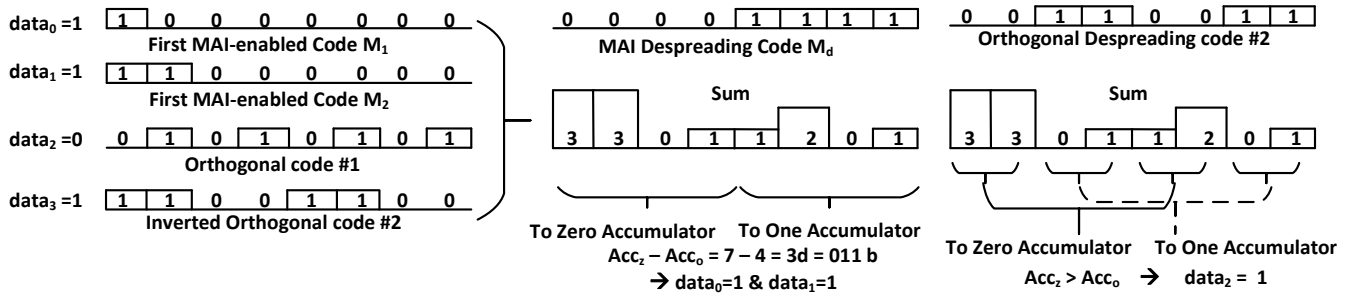 data0 =1 1 0 0 0 0 0 0 0
First MAI-enabled Code M1
data1 =1 1 1 0 0 0 0 0 0
First MAI-enabled Code M2
data2 =0 0 1 0 1 0 1 0 1
Orthogonal code #1
data3 =1 1 1 0 0 1 1 0 0
Inverted Orthogonal code #2
0 0 0 0 1 1 1 1
MAI Despreading Code Md
Sum
3 3 0 1 1 2 0 1
To Zero Accumulator To One Accumulator
Accz – Acco = 7 – 4 = 3d = 011 b
→ data0=1 & data1=1
0 0 1 1 0 0 1 1
Orthogonal Despreading code #2
Sum
3 3 0 1 1 2 0 1
To Zero Accumulator To One Accumulator
Accz > Acco → data2 = 1